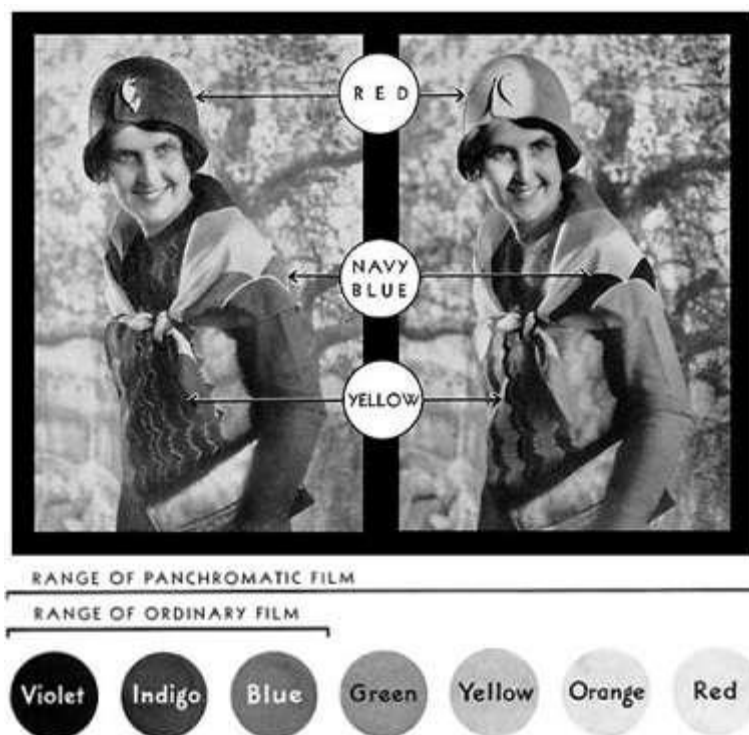 RED
NAVY
BLUE
YELLOW
RANGE OF PANCHROMATIC FILM
RANGE OF ORDINARY FILM
Violet Indigo Blue Green Yellow Orange Red